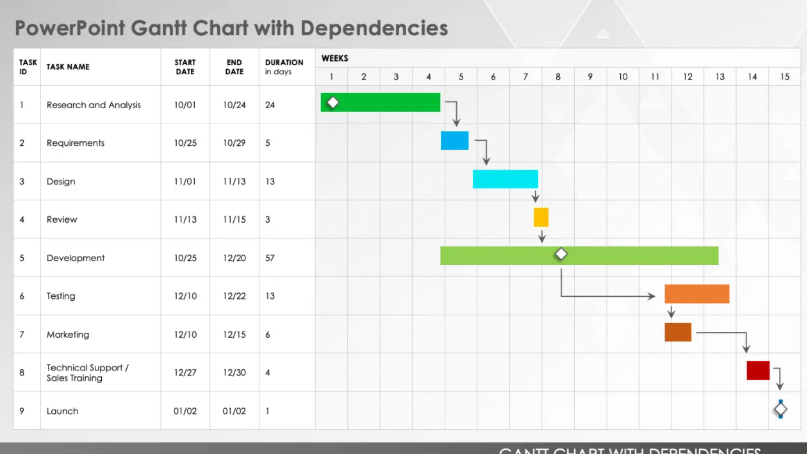 PowerPoint Gantt Chart with Dependencies
TASK ID TASK NAME START DATE END DATE DURATION in days WEEKS
1 2 3 4 5 6 7 8 9 10 11 12 13 14 15
1 Research and Analysis 10/01 10/24 24
2 Requirements 10/25 10/29 5
3 Design 11/01 11/13 13
4 Review 11/13 11/15 3
5 Development 10/25 12/20 57
6 Testing 12/10 12/22 13
7 Marketing 12/10 12/15 6
8 Technical Support / Sales Training 12/27 12/30 4
9 Launch 01/02 01/02 1
GANTT CHART WITH DEPENDENCIES